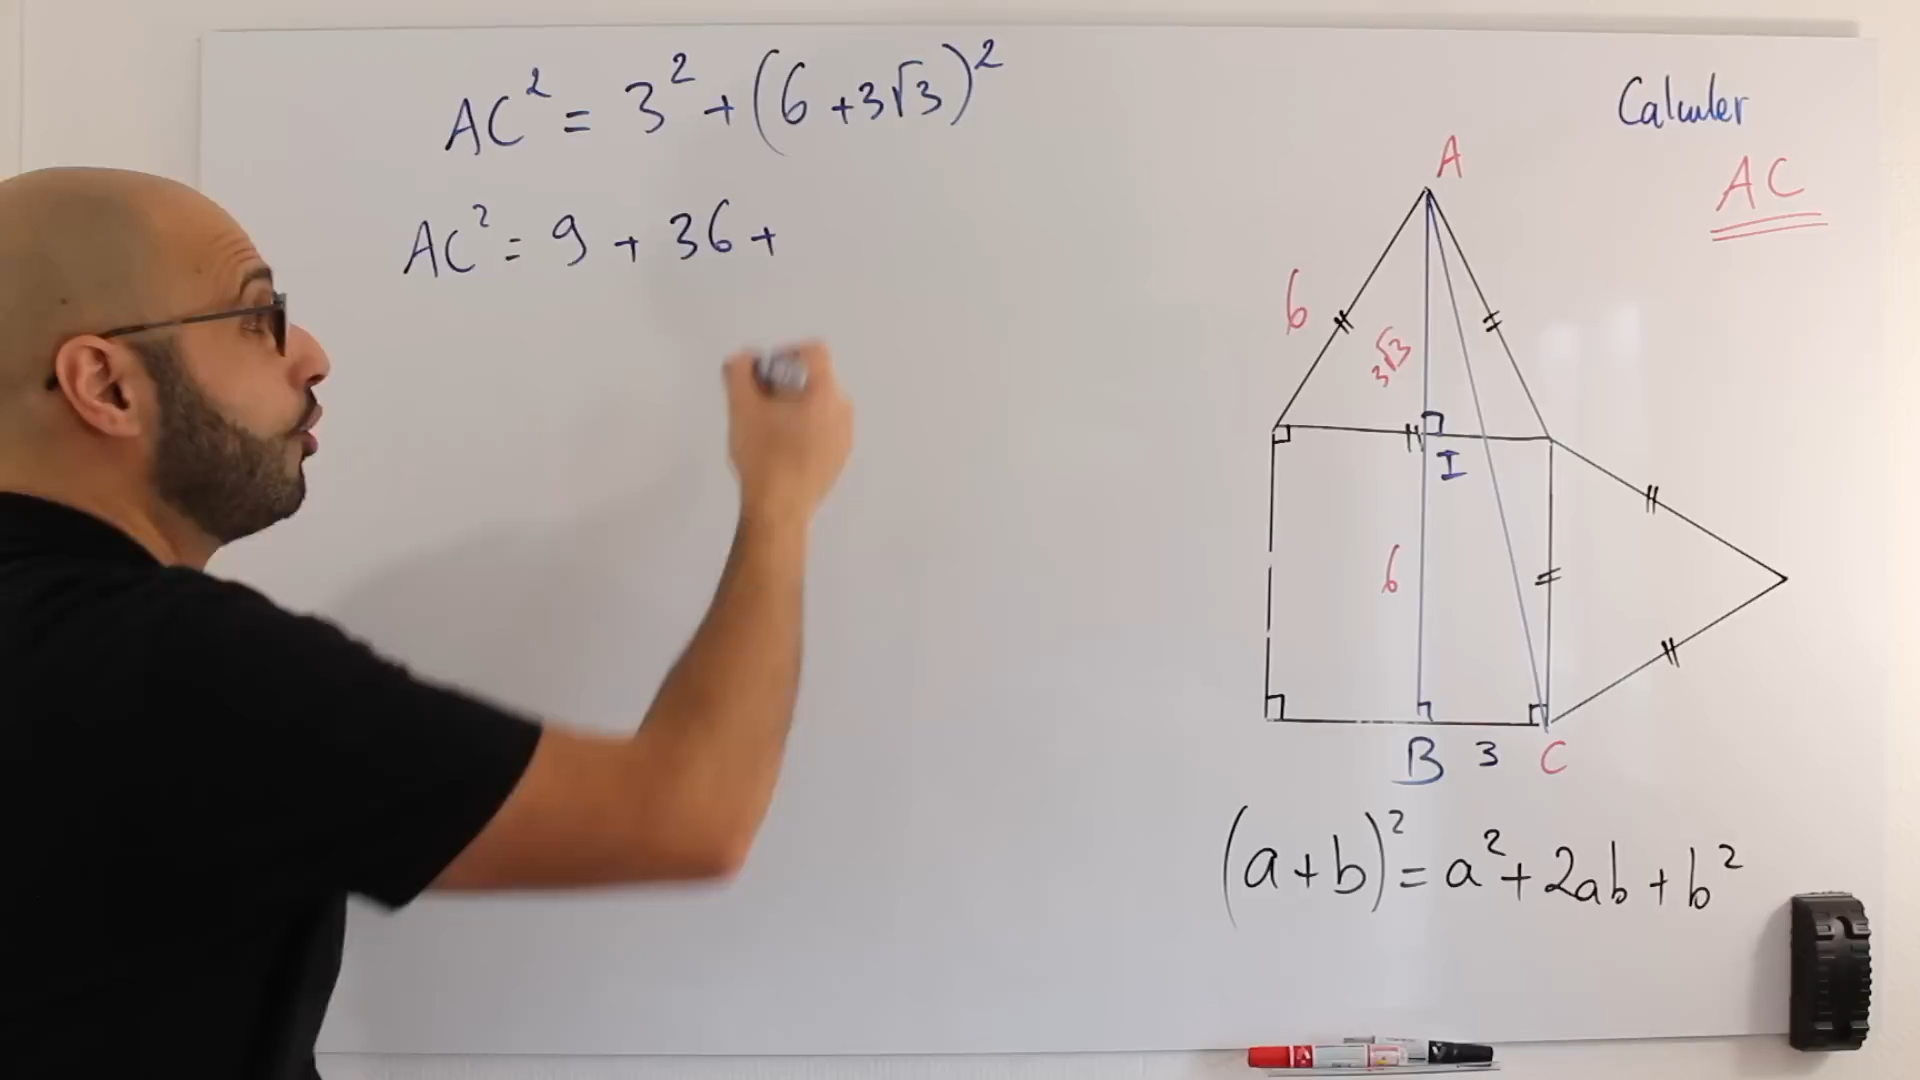 AC² = 3² + (6 + 3√3)²
AC² = 9 + 36 +
Calculer
AC
A
6
3√3
I
6
B 3 C
(a+b)² = a² + 2ab + b²